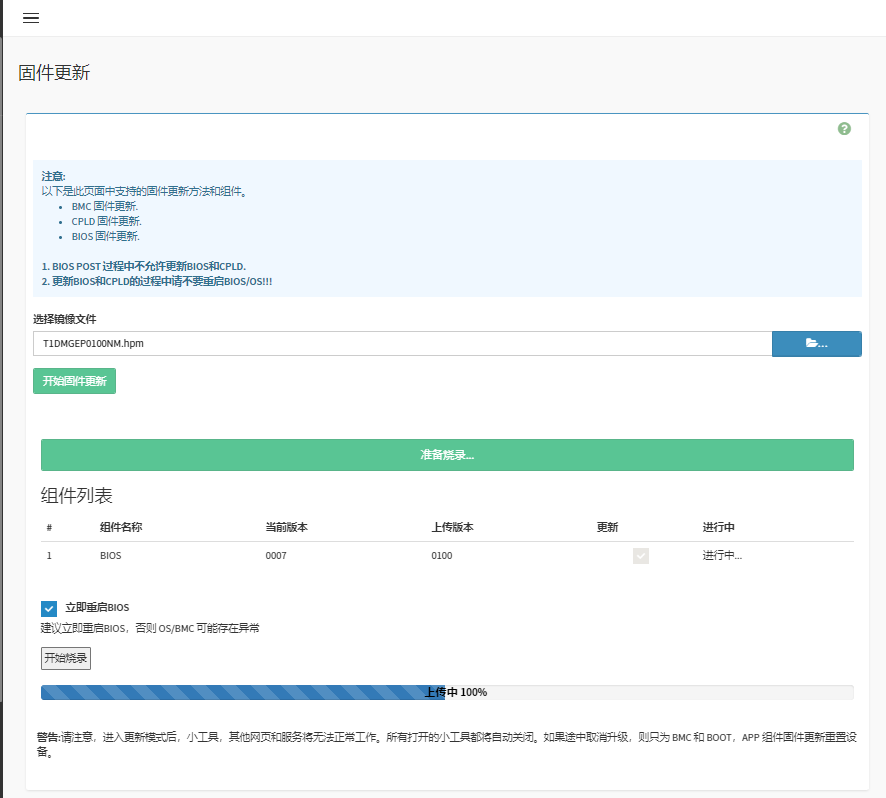 固件更新
注意:
以下是此页面中支持的固件更新方法和组件。
BMC 固件更新.
CPLD 固件更新.
BIOS 固件更新.
1. BIOS POST 过程中不允许更新BIOS和CPLD.
2. 更新BIOS和CPLD的过程中请不要重启BIOS/OS!!!
选择镜像文件
T1DMGEP0100NM.hpm
...
开始固件更新
准备烧录...
组件列表
# 组件名称 当前版本 上传版本 更新 进行中
1 BIOS 0007 0100 进行中...
立即重启BIOS
建议立即重启BIOS，否则 OS/BMC 可能存在异常
开始烧录
上传中 100%
警告:请注意，进入更新模式后，小工具，其他网页和服务将无法正常工作。所有打开的小工具都将自动关闭。如果途中取消升级，则只为 BMC 和 BOOT，APP 组件固件更新重置设
备。